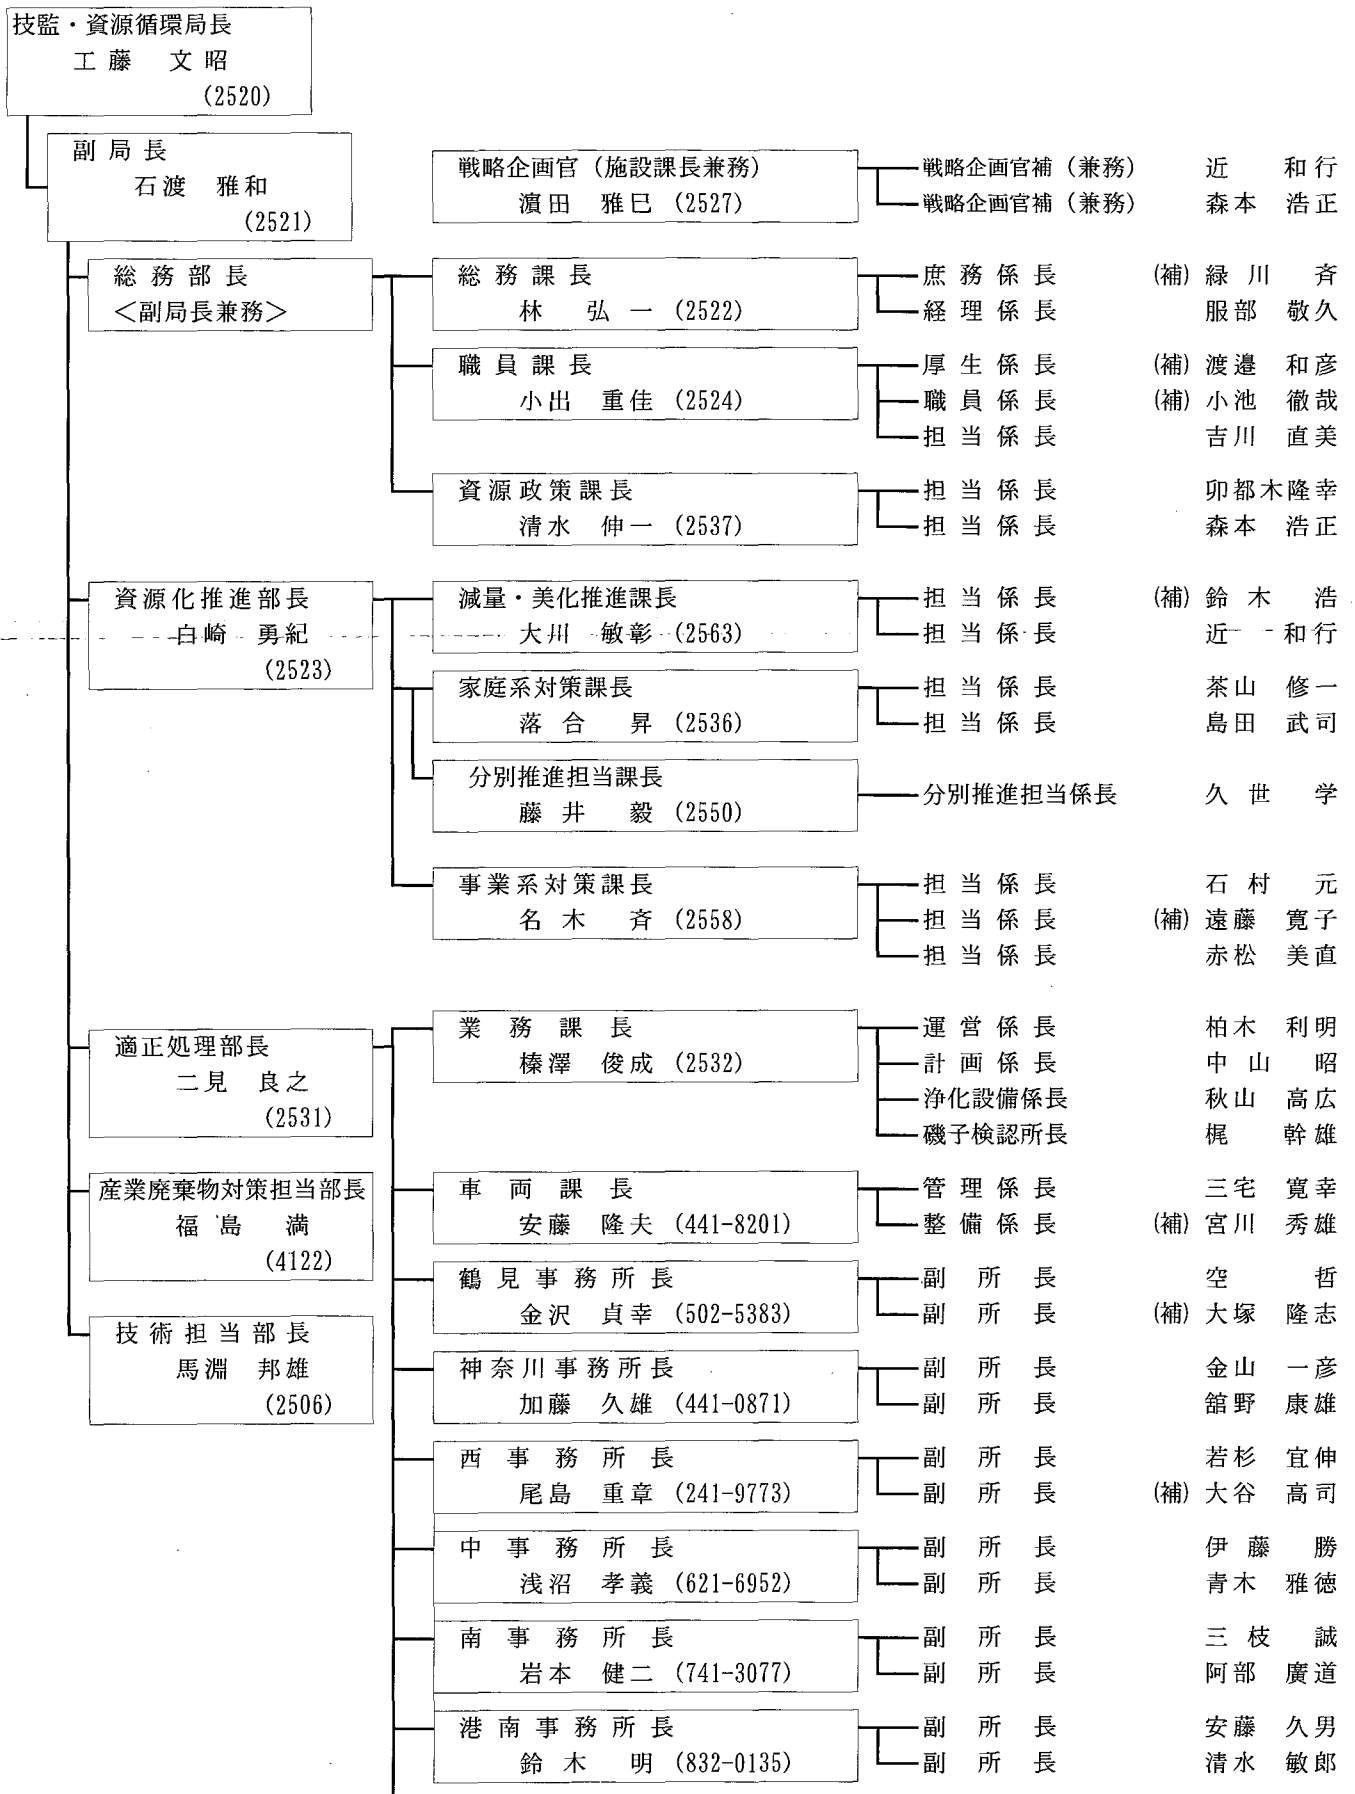 技監・資源循環局長
工藤 文昭
(2520)
副局長
石渡 雅和
(2521)
戦略企画官（施設課長兼務）
濵田 雅巳 (2527)
戦略企画官補（兼務） 近 和行
戦略企画官補（兼務） 森本 浩正
総務部長
＜副局長兼務＞
総務課長
林 弘一 (2522)
庶務係長 (補) 緑川 斉
経理係長 服部 敬久
職員課長
小出 重佳 (2524)
厚生係長 (補) 渡邉 和彦
職員係長 (補) 小池 徹哉
担当係長 吉川 直美
資源政策課長
清水 伸一 (2537)
担当係長 卯都木隆幸
担当係長 森本 浩正
資源化推進部長
白崎 勇紀
(2523)
減量・美化推進課長
大川 敏彰 (2563)
担当係長 (補) 鈴木 浩
担当係長 近 和行
家庭系対策課長
落合 昇 (2536)
担当係長 茶山 修一
担当係長 島田 武司
分別推進担当課長
藤井 毅 (2550)
分別推進担当係長 久世 学
事業系対策課長
名木 斉 (2558)
担当係長 石村 元
担当係長 (補) 遠藤 寛子
担当係長 赤松 美直
適正処理部長
二見 良之
(2531)
業務課長
榛澤 俊成 (2532)
運営係長 柏木 利明
計画係長 中山 昭
浄化設備係長 秋山 高広
磯子検認所長 梶 幹雄
産業廃棄物対策担当部長
福島 満
(4122)
車両課長
安藤 隆夫 (441-8201)
管理係長 三宅 寛幸
整備係長 (補) 宮川 秀雄
鶴見事務所長
金沢 貞幸 (502-5383)
副所長 空 哲
副所長 (補) 大塚 隆志
技術担当部長
馬淵 邦雄
(2506)
神奈川事務所長
加藤 久雄 (441-0871)
副所長 金山 一彦
副所長 舘野 康雄
西事務所長
尾島 重章 (241-9773)
副所長 若杉 宜伸
副所長 (補) 大谷 高司
中事務所長
浅沼 孝義 (621-6952)
副所長 伊藤 勝
副所長 青木 雅徳
南事務所長
岩本 健二 (741-3077)
副所長 三枝 誠
副所長 阿部 廣道
港南事務所長
鈴木 明 (832-0135)
副所長 安藤 久男
副所長 清水 敏郎